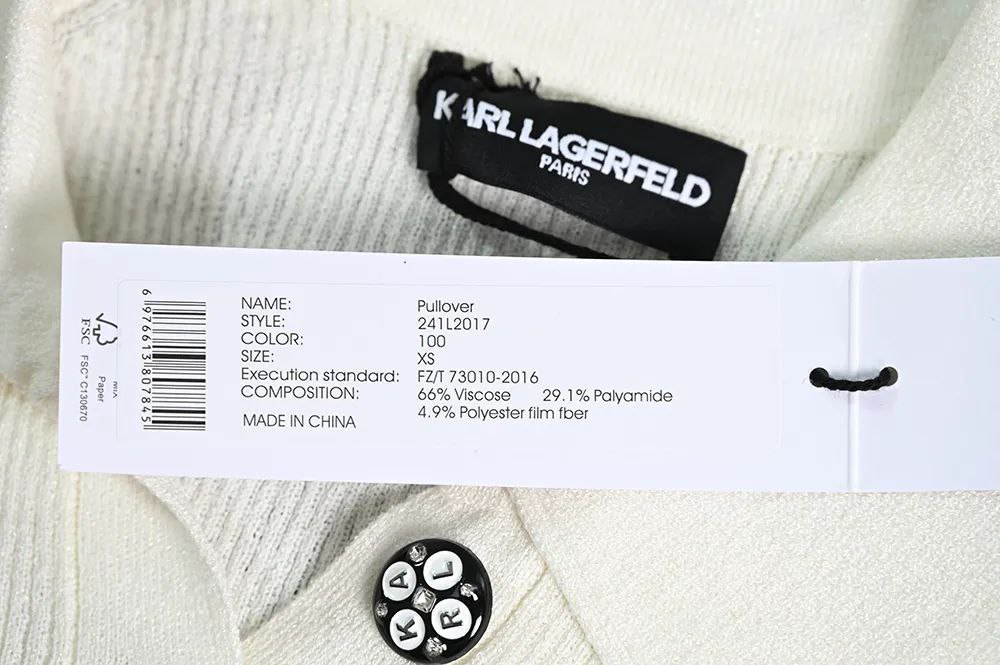 KARL LAGERFELD
PARIS
NAME: Pullover
STYLE: 241L2017
COLOR: 100
SIZE: XS
Execution standard: FZ/T 73010-2016
COMPOSITION: 66% Viscose 29.1% Palyamide
4.9% Polyester film fber
MADE IN CHINA
6 976613 807845
FSC
MIX
Paper
FSC™ C130670
K A R L